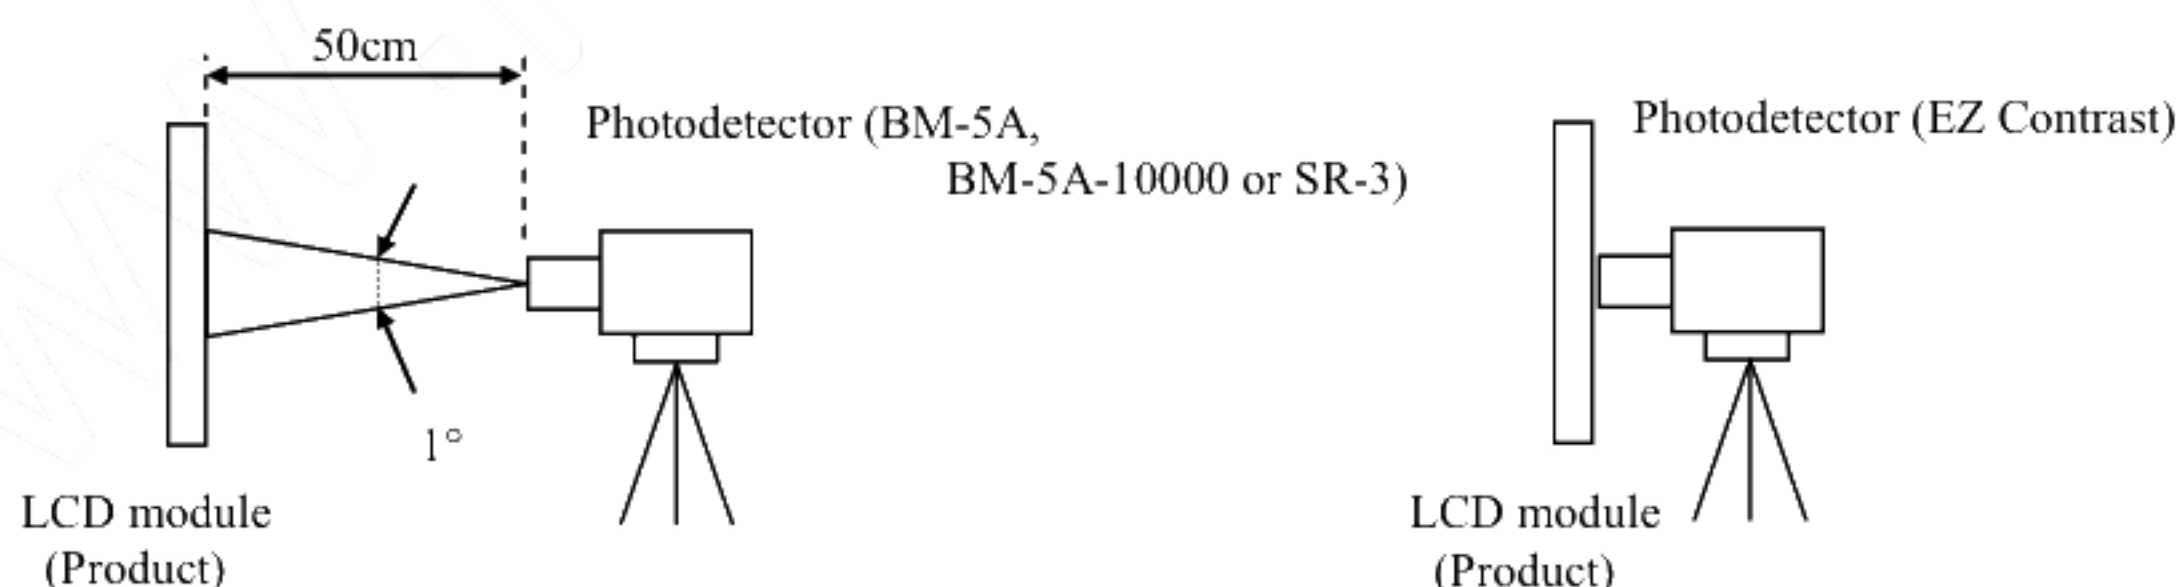 50cm
Photodetector (BM-5A,
BM-5A-10000 or SR-3)
1°
LCD module
(Product)
Photodetector (EZ Contrast)
LCD module
(Product)